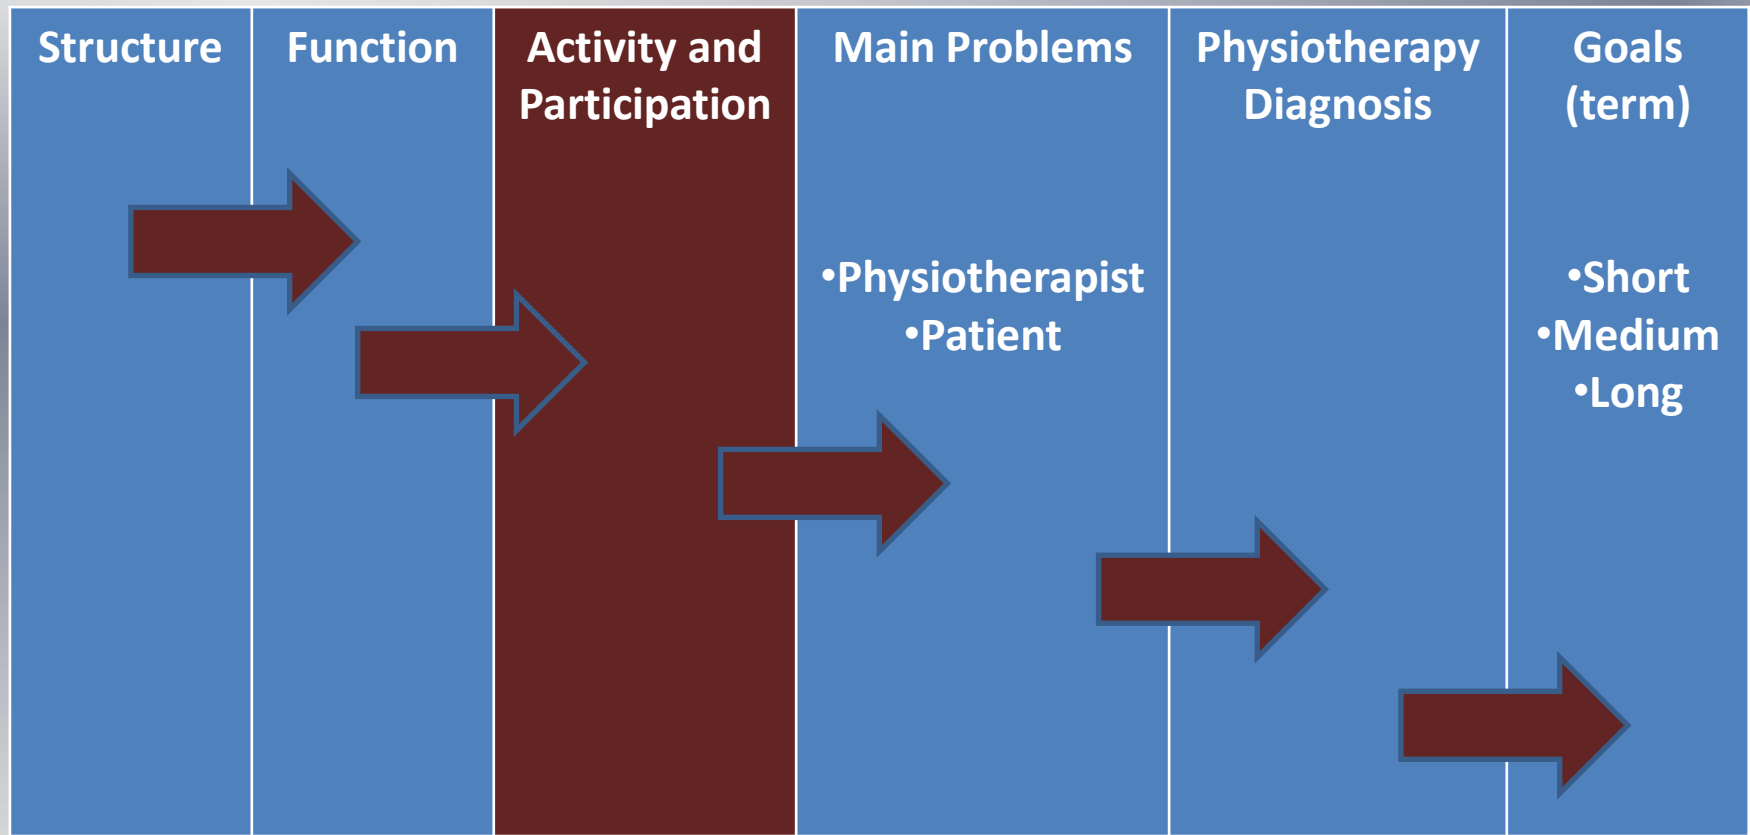 Structure
Function
Activity and
Participation
Main Problems
•Physiotherapist
•Patient
Physiotherapy
Diagnosis
Goals
(term)
•Short
•Medium
•Long